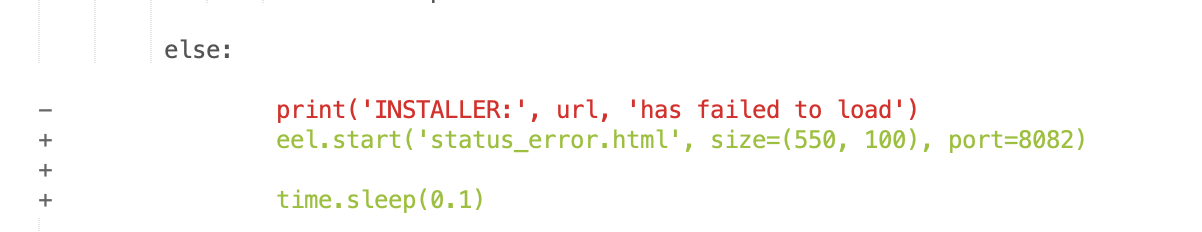 else:
- print('INSTALLER:', url, 'has failed to load')
+ eel.start('status_error.html', size=(550, 100), port=8082)
+
+ time.sleep(0.1)